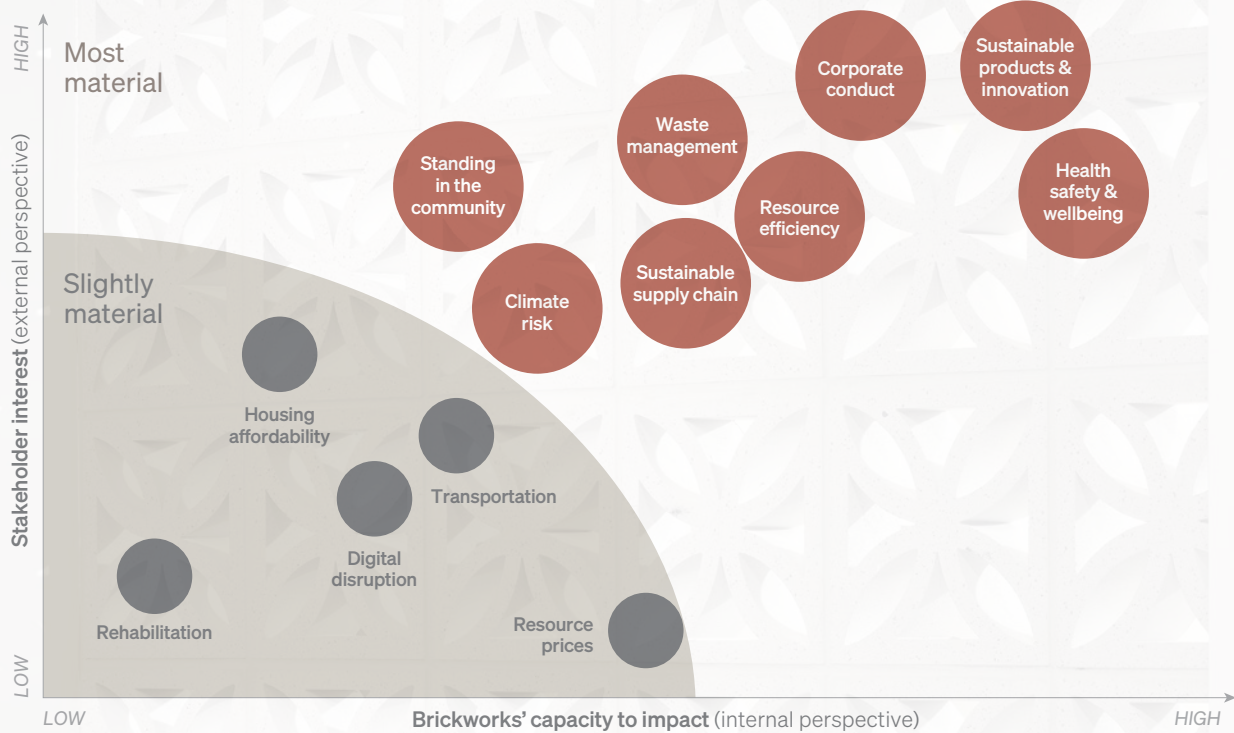 HIGH
Most
material
Sustainable
products &
innovation
Corporate
conduct
Waste
management
Standing
in the
community
Health
safety &
wellbeing
Resource
efficiency
Sustainable
supply chain
Climate
risk
Stakeholder interest (external perspective)
Slightly
material
Housing
affordability
Transportation
Digital
disruption
Rehabilitation
Resource
prices
LOW
LOW
Brickworks’ capacity to impact (internal perspective)
HIGH